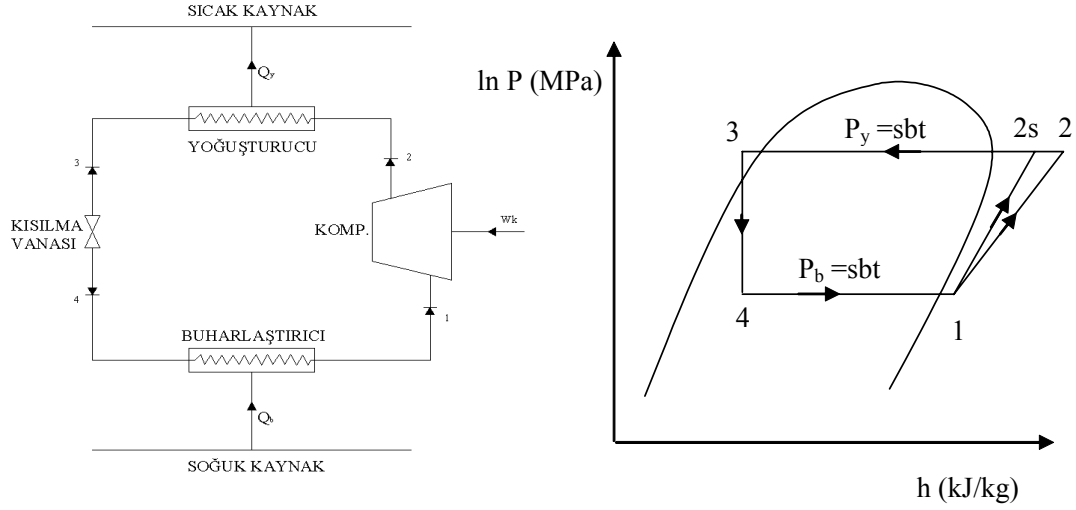 SICAK KAYNAK
Qy
YOĞUŞTURUCU
3
2
KISILMA
VANASI
KOMP.
Wk
4
1
BUHARLAŞTIRICI
Qb
SOĞUK KAYNAK
ln P (MPa)
3
Py =sbt
2s
2
Pb =sbt
4
1
h (kJ/kg)